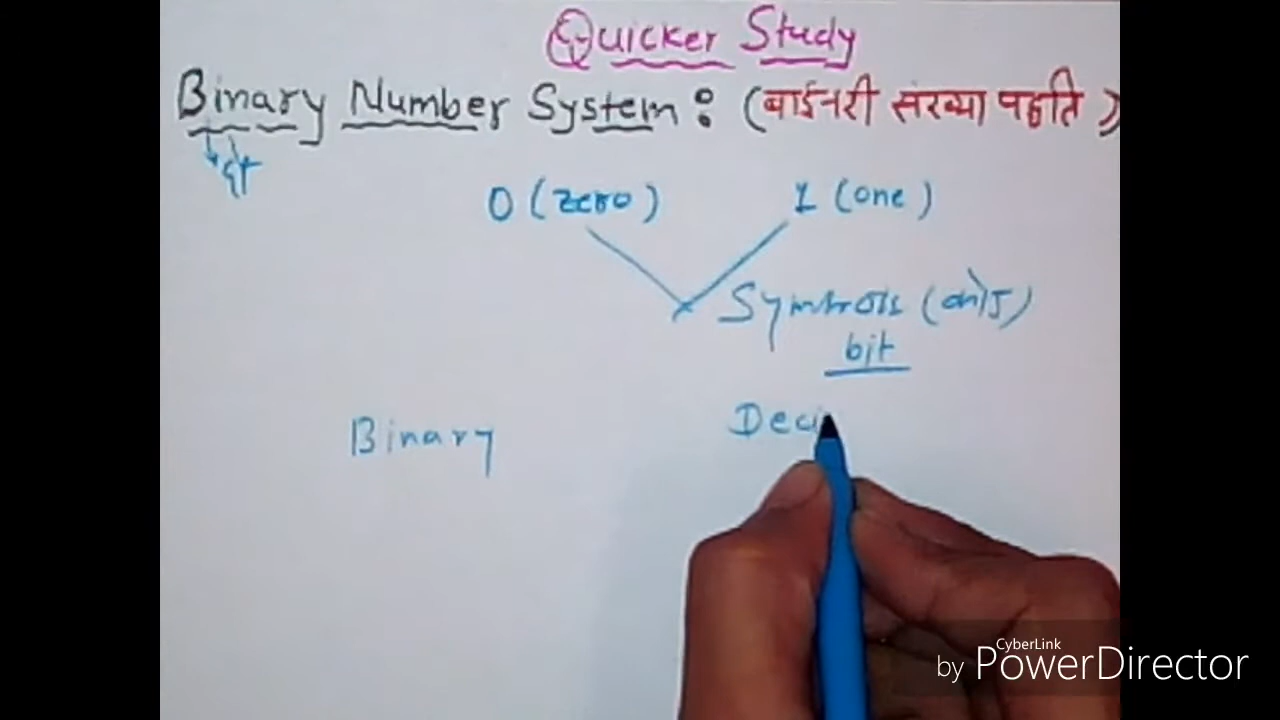 Quicker Study
Binary Number System : (बाईनरी संख्या पद्धति)
दो
0 (zero) 1 (one)
Symbols (अंको)
bit
Binary Deci
CyberLink
by PowerDirector